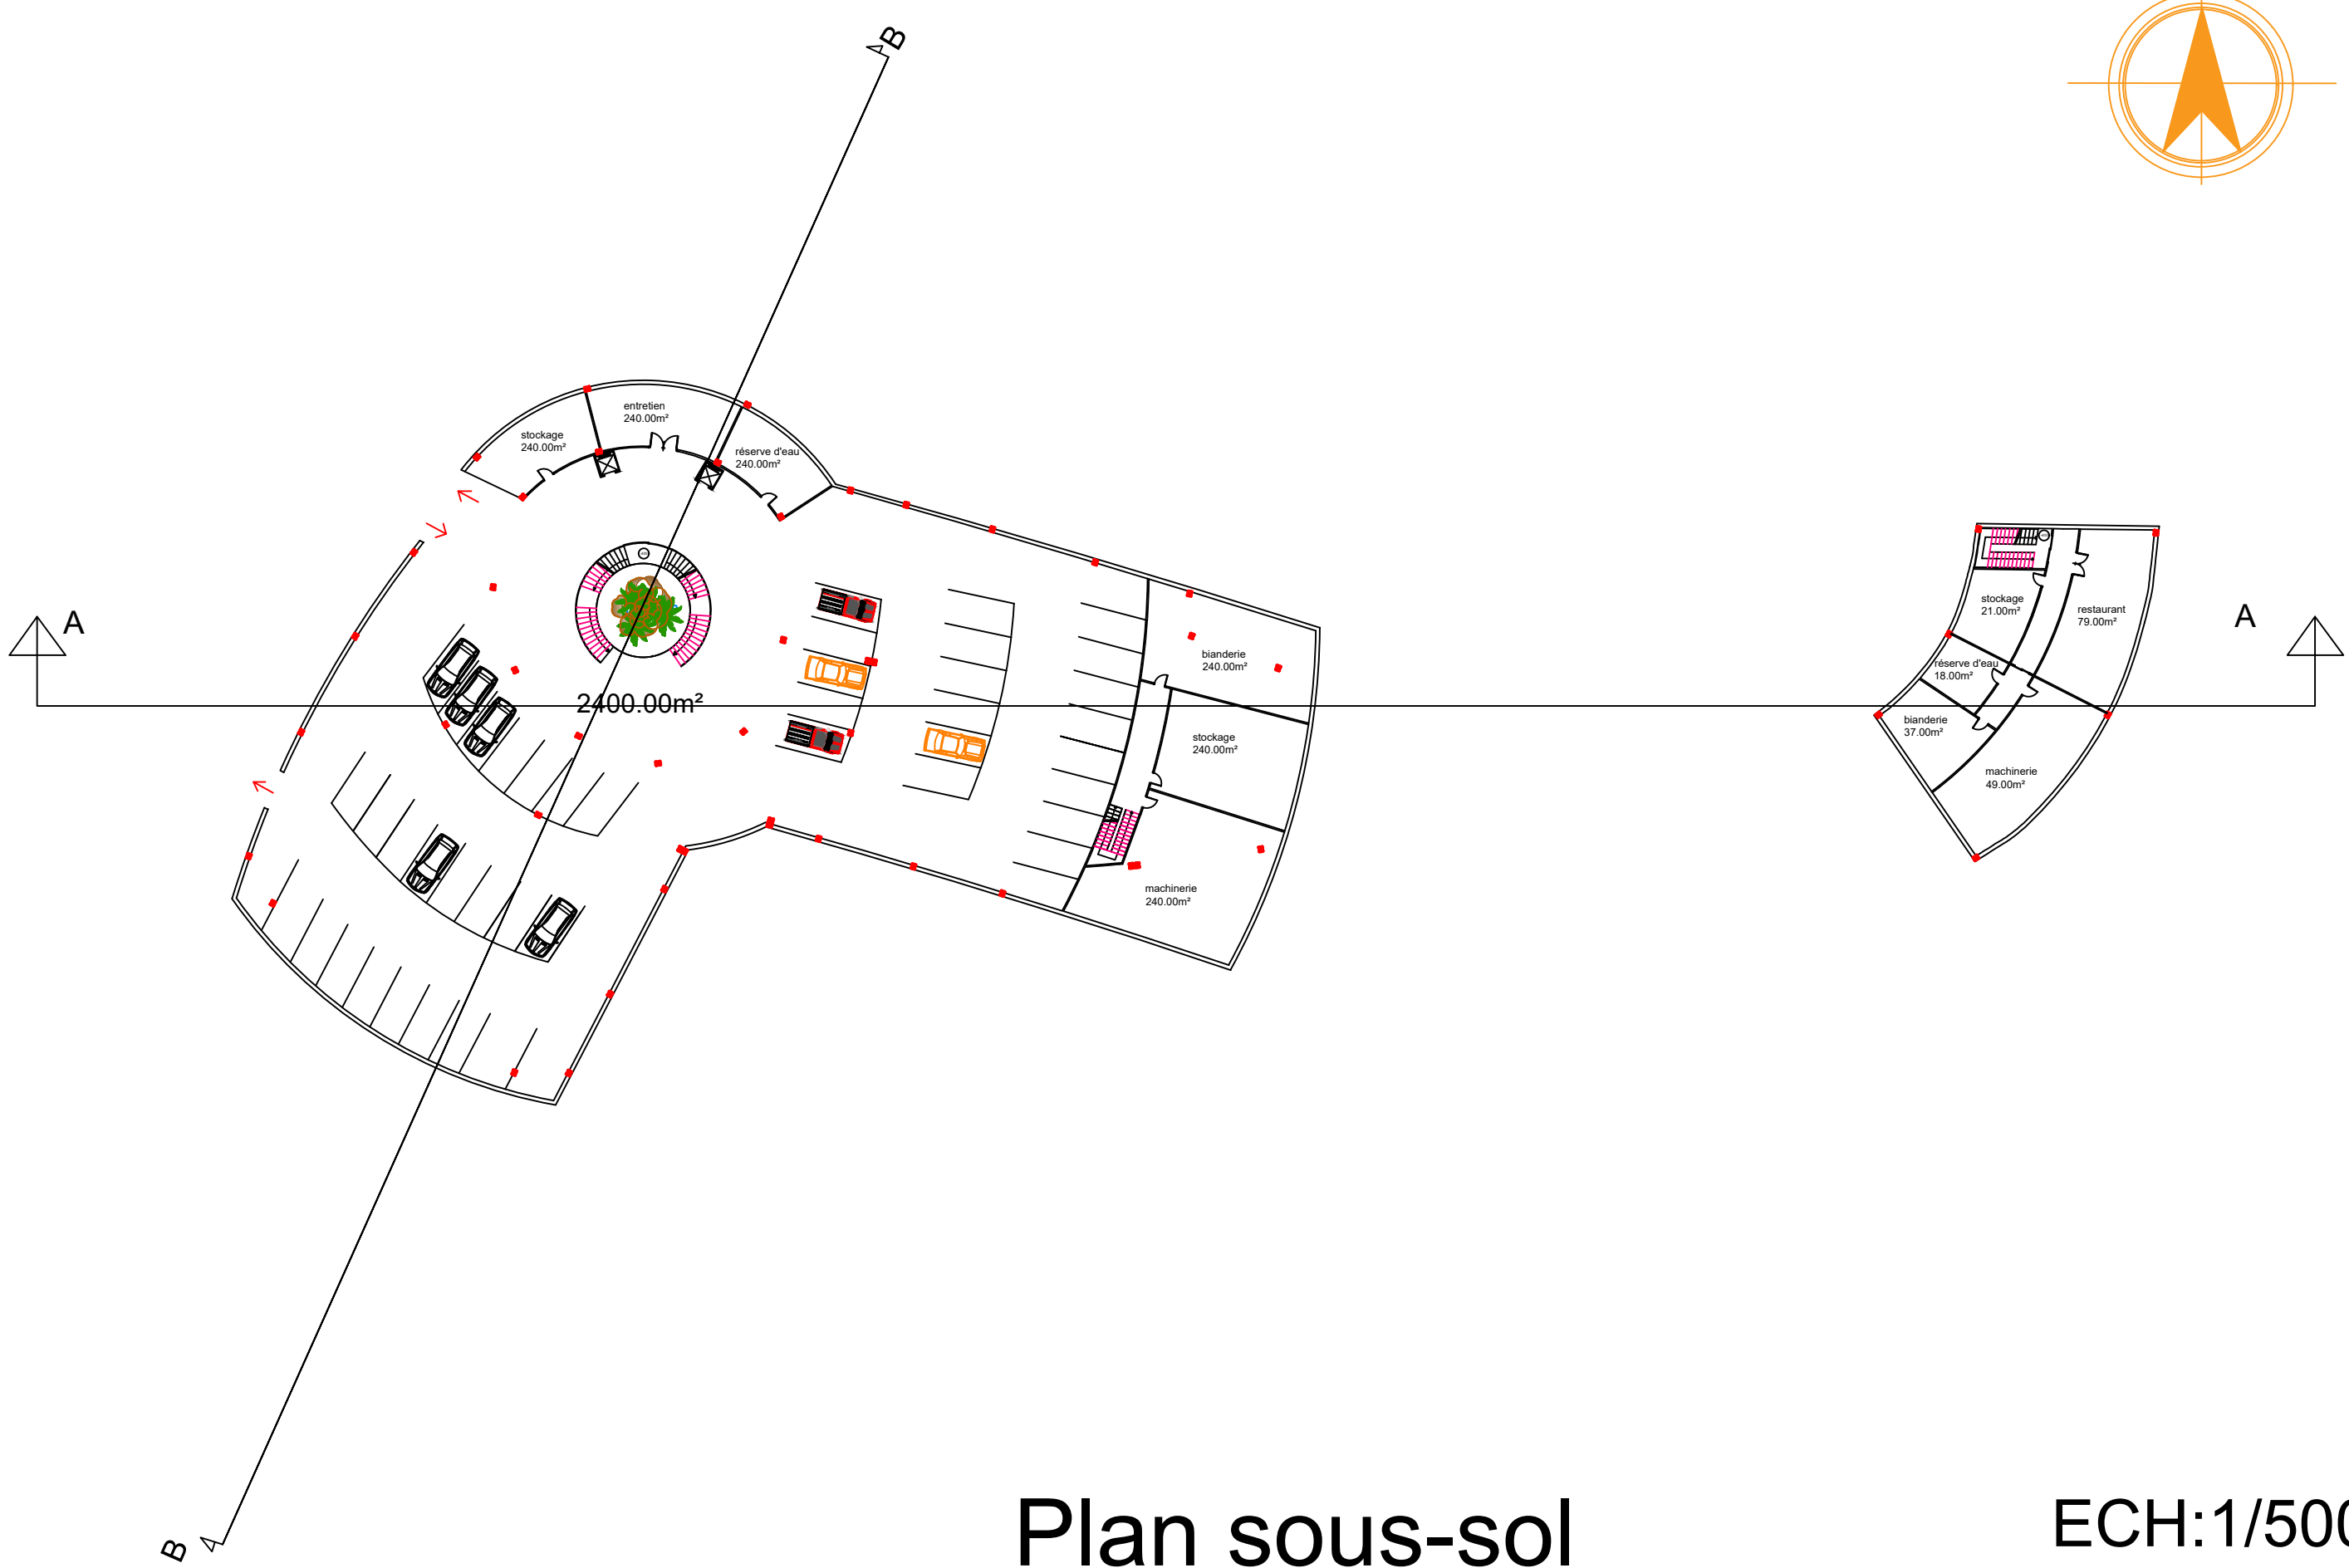 B
entretien
240.00m²
stockage
240.00m²
réserve d'eau
240.00m²
A
A
bianderie
240.00m²
stockage
21.00m²
restaurant
79.00m²
réserve d'eau
18.00m²
2400.00m²
bianderie
37.00m²
stockage
240.00m²
machinerie
49.00m²
machinerie
240.00m²
B
Plan sous-sol
ECH:1/500